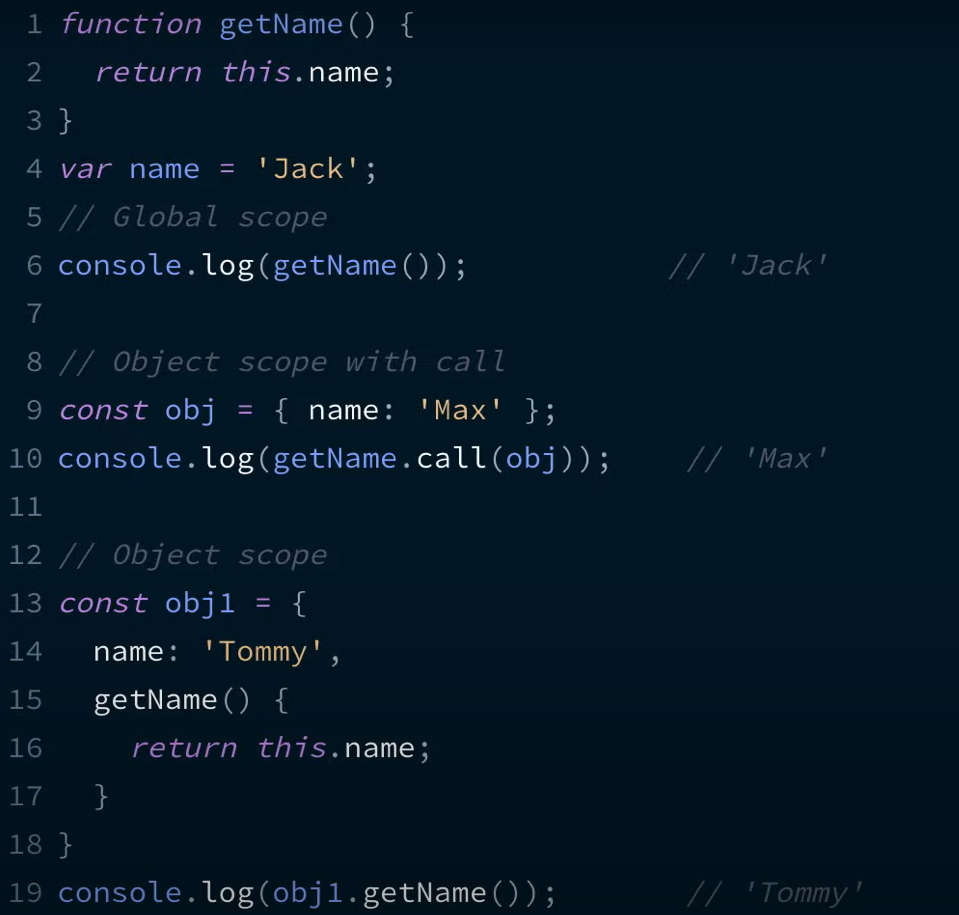 1 function getName() {
2   return this.name;
3 }
4 var name = 'Jack';
5 // Global scope
6 console.log(getName());            // 'Jack'
7
8 // Object scope with call
9 const obj = { name: 'Max' };
10 console.log(getName.call(obj));    // 'Max'
11
12 // Object scope
13 const obj1 = {
14   name: 'Tommy',
15   getName() {
16     return this.name;
17   }
18 }
19 console.log(obj1.getName());       // 'Tommy'